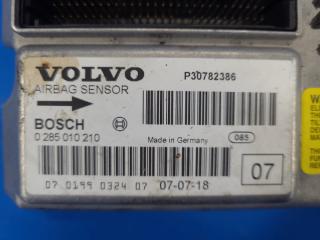 VOLVO
P30782386
AIRBAG SENSOR
BOSCH
0 285 010 210
Made in Germany
085
07
07 0199 0324 07 07-07-18